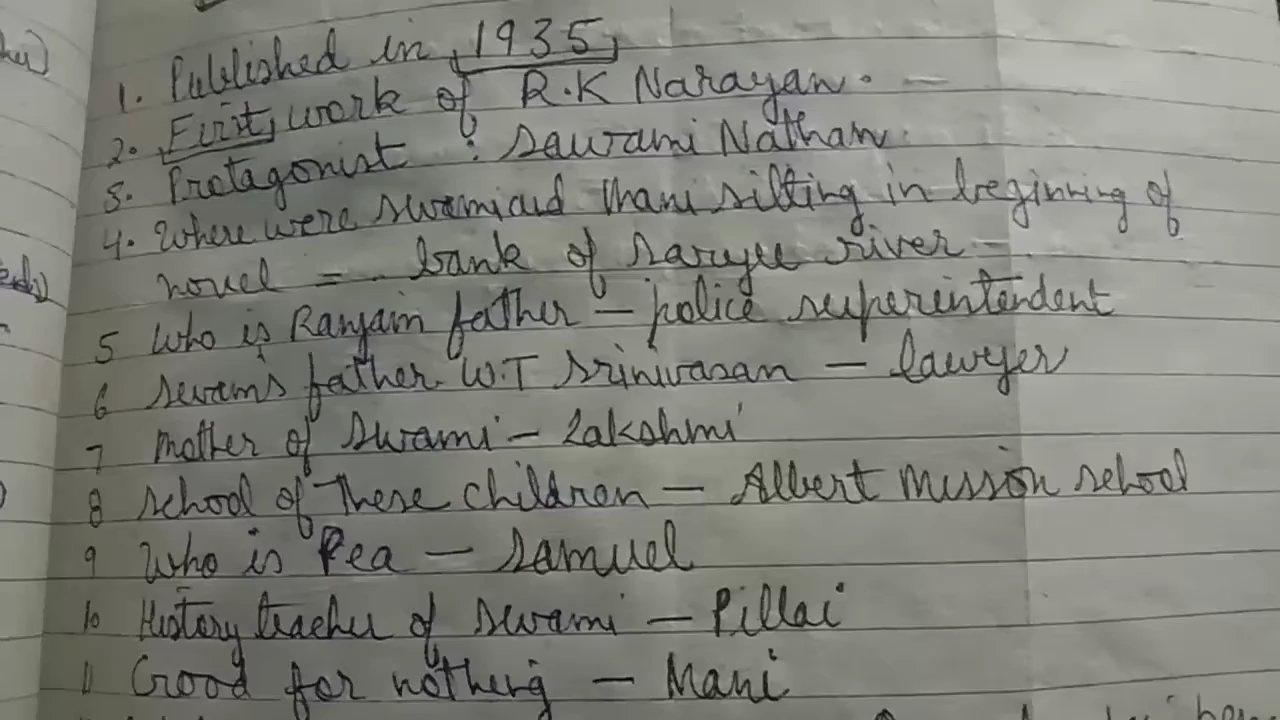 1. Published in 1935
2. First work of R.K Narayan.
3. Protagonist : Sawami Nathan.
4. Where were swami and Mani sitting in beginning of
novel = bank of Saryu river
5 Who is Ranjam father – police superintendent
6 Swami's father W.T Srinivasan – lawyer
7 Mother of Swami – Lakshmi
8 School of These children – Albert Mission school
9 Who is Pea – Samuel
10 History teacher of Swami – Pillai
11 Good for nothing – Mani